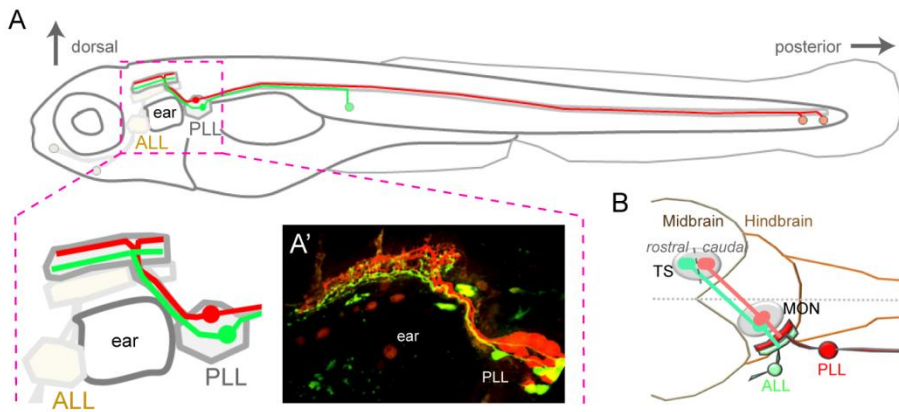 A
dorsal
posterior
ear
PLL
ALL
A'
ear
PLL
ear
PLL
ALL
B
Midbrain Hindbrain
rostral caudal
TS
MON
ALL
PLL